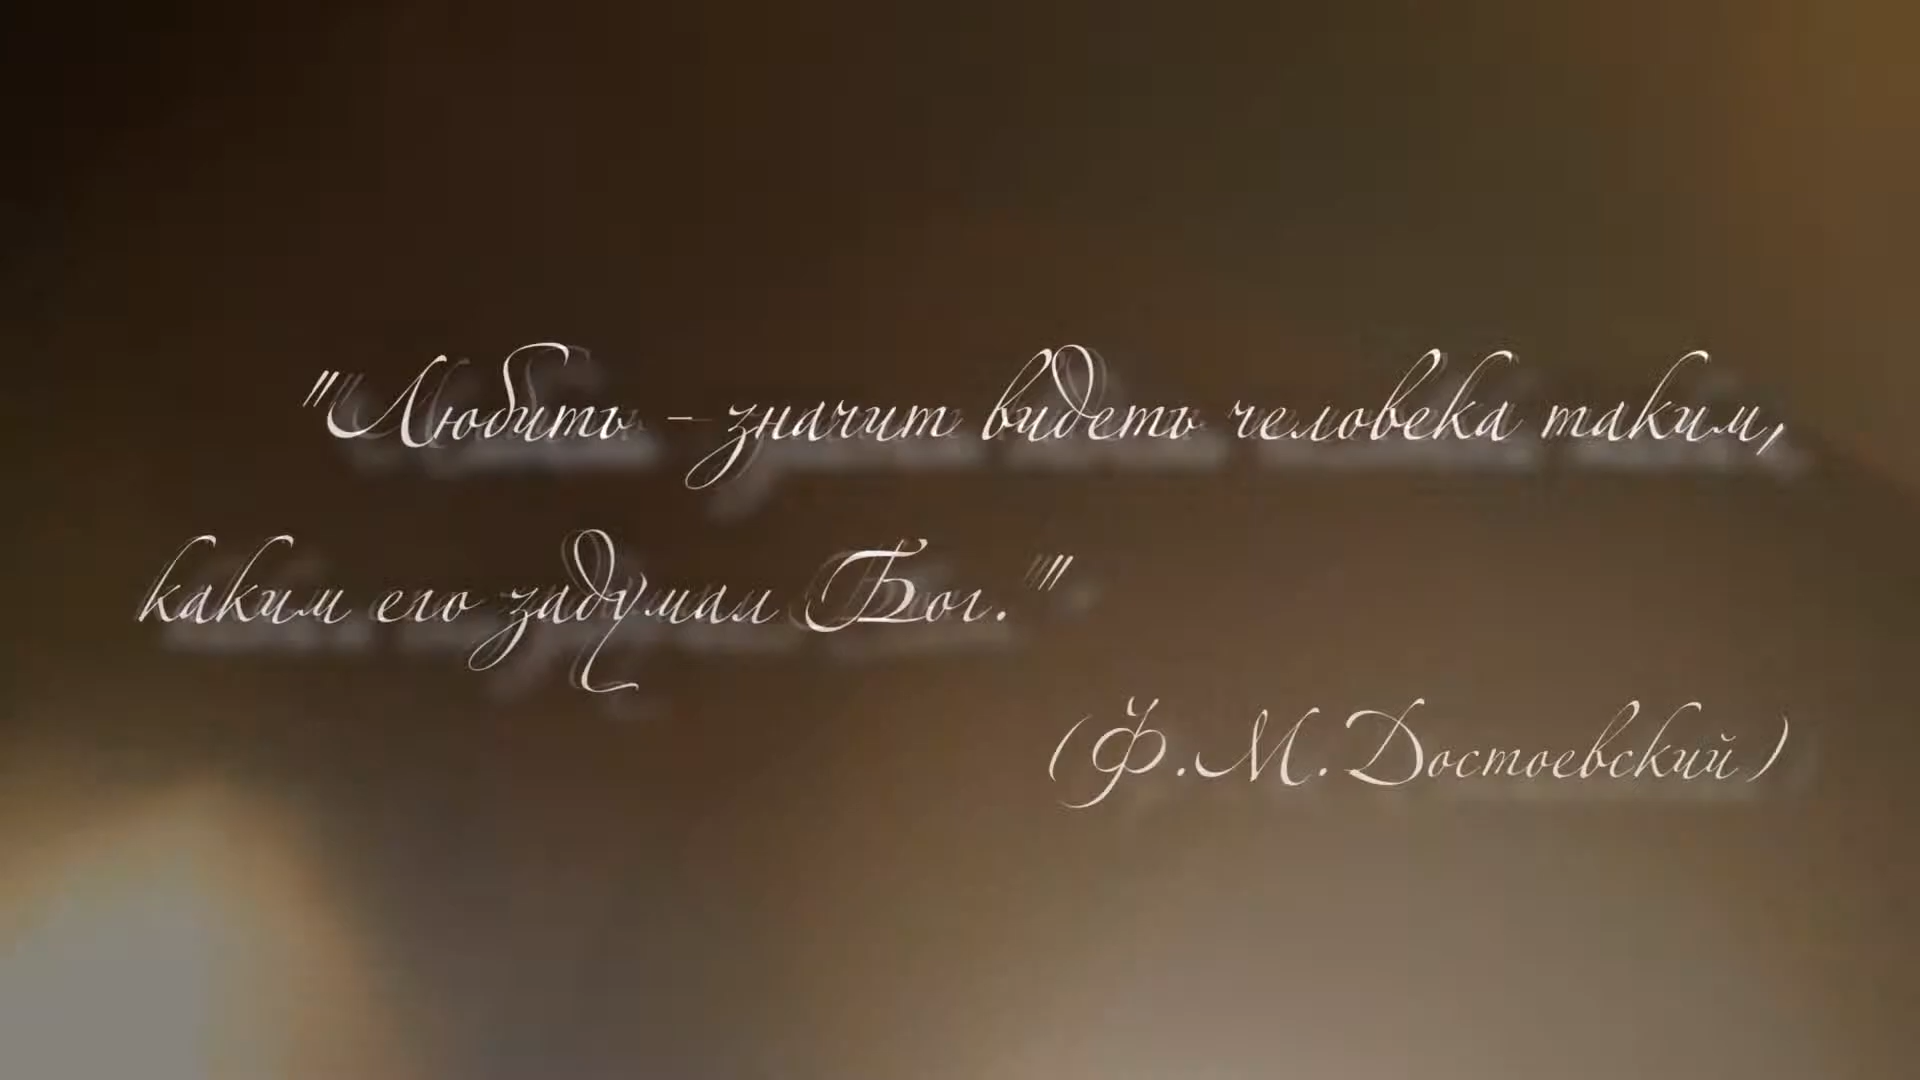 "Любить - значит видеть человека таким,
каким его задумал Бог."
(Ф.М.Достоевский)